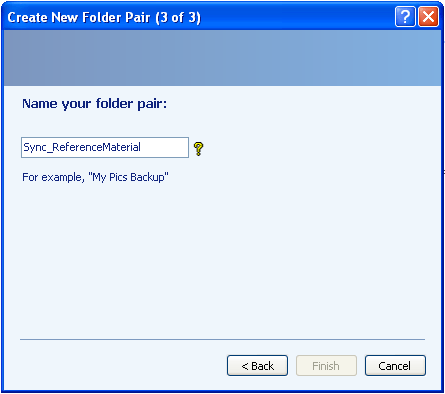 Create New Folder Pair (3 of 3)
Name your folder pair:
Sync_ReferenceMaterial
For example, "My Pics Backup"
< Back Finish Cancel